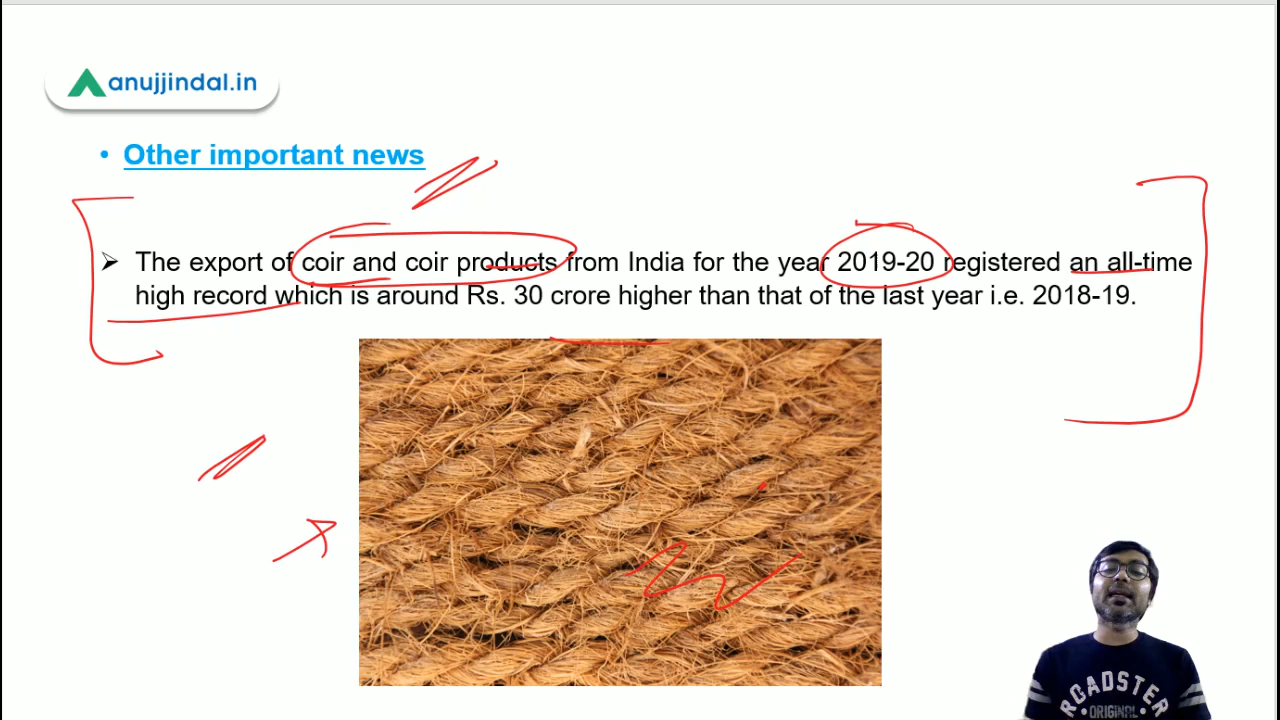 anujjindal.in
• Other important news
➢ The export of coir and coir products from India for the year 2019-20 registered an all-time
high record which is around Rs. 30 crore higher than that of the last year i.e. 2018-19.
ROADSTER
• ORIGINAL •